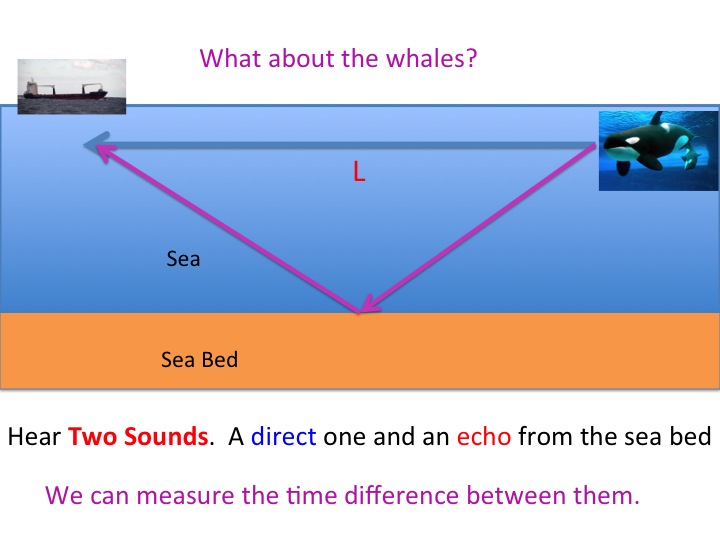 What about the whales?
L
Sea
Sea Bed
Hear Two Sounds. A direct one and an echo from the sea bed
We can measure the time difference between them.